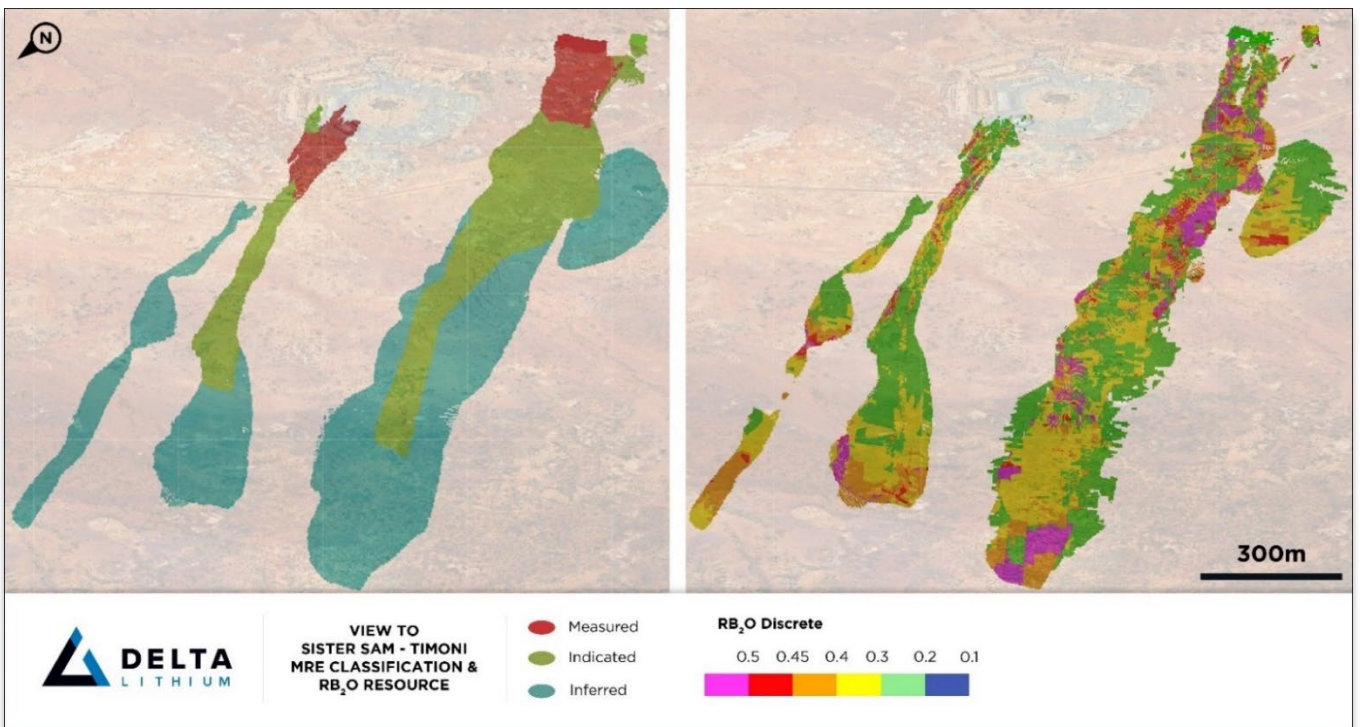 N
DELTA
LITHIUM
VIEW TO
SISTER SAM - TIMONI
MRE CLASSIFICATION &
RB₂O RESOURCE
Measured
Indicated
Inferred
RB₂O Discrete
0.5 0.45 0.4 0.3 0.2 0.1
300m